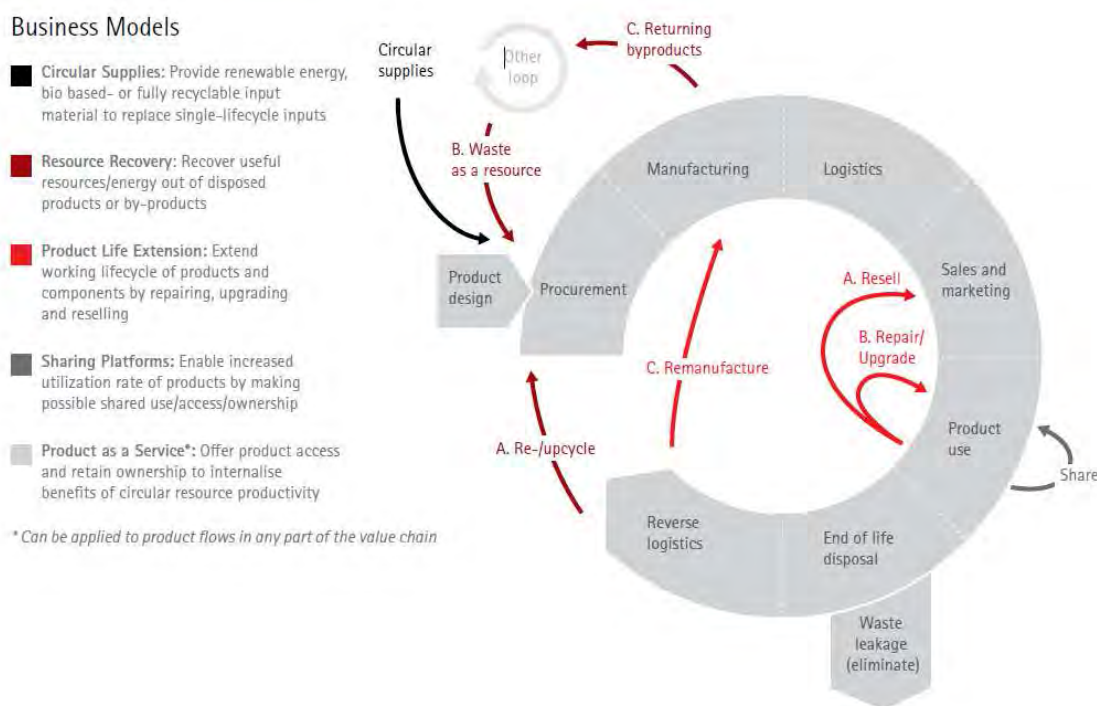 Business Models
Circular Supplies: Provide renewable energy,
bio based- or fully recyclable input
material to replace single-lifecycle inputs
Resource Recovery: Recover useful
resources/energy out of disposed
products or by-products
Product Life Extension: Extend
working lifecycle of products and
components by repairing, upgrading
and reselling
Sharing Platforms: Enable increased
utilization rate of products by making
possible shared use/access/ownership
Product as a Service*: Offer product access
and retain ownership to internalise
benefits of circular resource productivity
* Can be applied to product flows in any part of the value chain
Circular
supplies
Other
loop
C. Returning
byproducts
B. Waste
as a resource
Manufacturing
Logistics
Product
design
Procurement
Sales and
marketing
A. Resell
B. Repair/
Upgrade
C. Remanufacture
A. Re-/upcycle
Product
use
Share
Reverse
logistics
End of life
disposal
Waste
leakage
(eliminate)